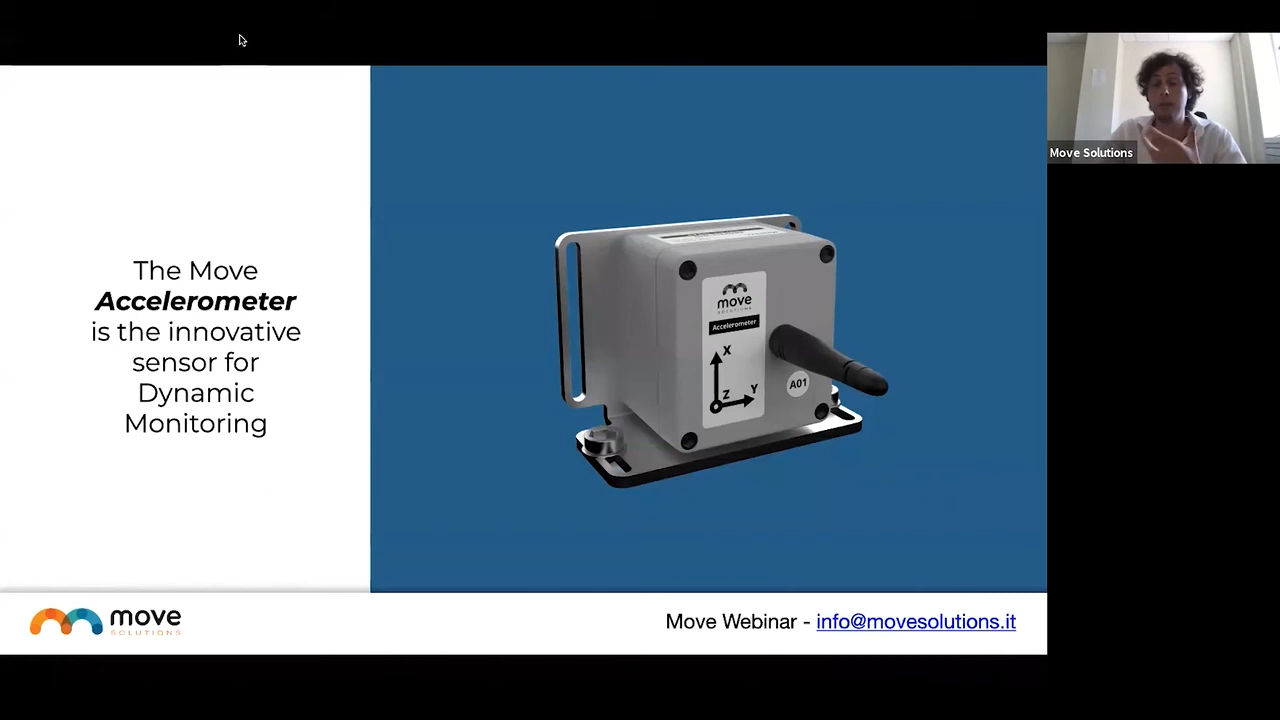 Move Solutions
The Move
Accelerometer
is the innovative
sensor for
Dynamic
Monitoring
move
SOLUTIONS
Accelerometer
X
Z
Y
A01
move
SOLUTIONS
Move Webinar - info@movesolutions.it